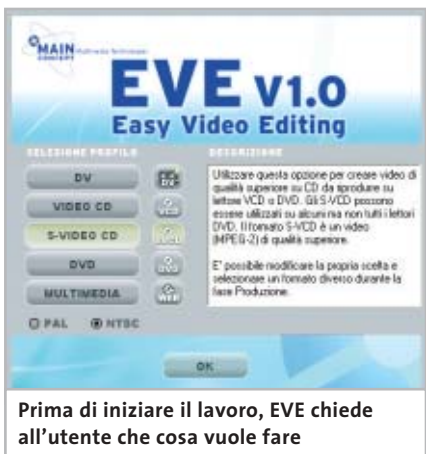 MAIN
CONCEPT
Multimedia Technologies
EVE v1.0
Easy Video Editing
SELEZIONE PROFILO
DESCRIZIONE
DV
VIDEO CD
S-VIDEO CD
DVD
MULTIMEDIA
PAL NTSC
Utilizzare questa opzione per creare video di
qualità superiore su CD da riprodurre su
lettore VCD o DVD. Gli S-VCD possono
essere utilizzati su alcuni ma non tutti i lettori
DVD. Il formato S-VCD è un video
(MPEG-2) di qualità superiore.
E' possibile modificare la propria scelta e
selezionare un formato diverso durante la
fase Produzione.
OK
Prima di iniziare il lavoro, EVE chiede
all'utente che cosa vuole fare